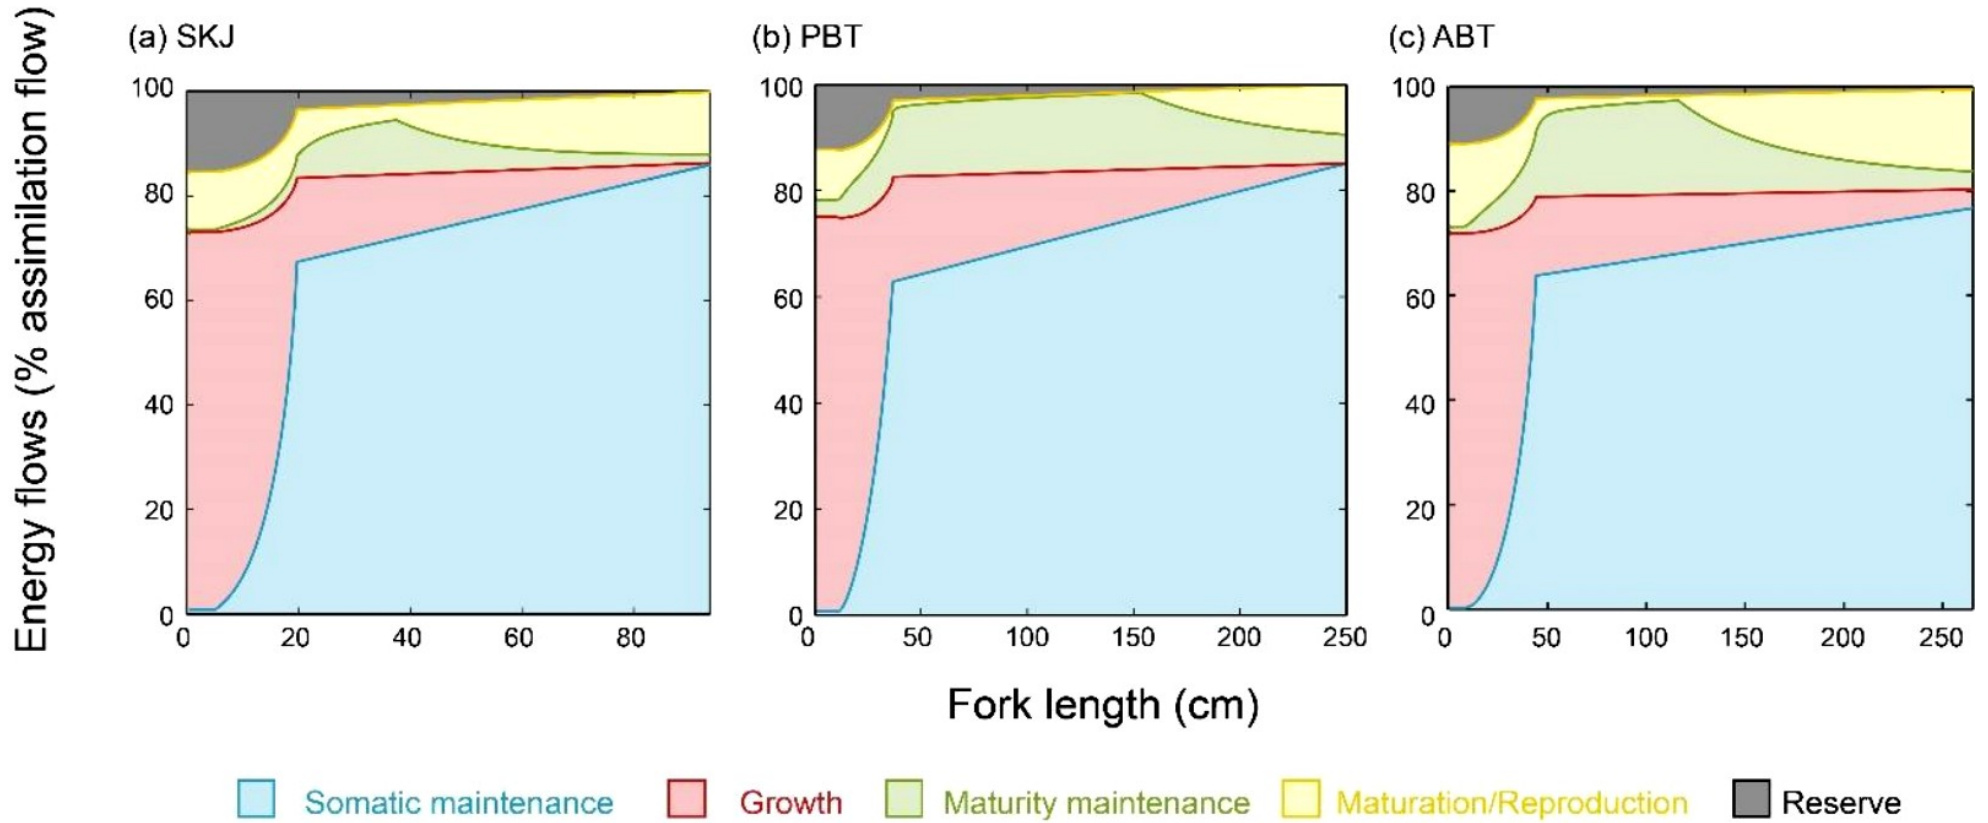 (a) SKJ
(b) PBT
(c) ABT
Energy flows (% assimilation flow)
100
80
60
40
20
0
0 20 40 60 80
100
80
60
40
20
0
0 50 100 150 200 250
100
80
60
40
20
0
0 50 100 150 200 250
Fork length (cm)
Somatic maintenance
Growth
Maturity maintenance
Maturation/Reproduction
Reserve